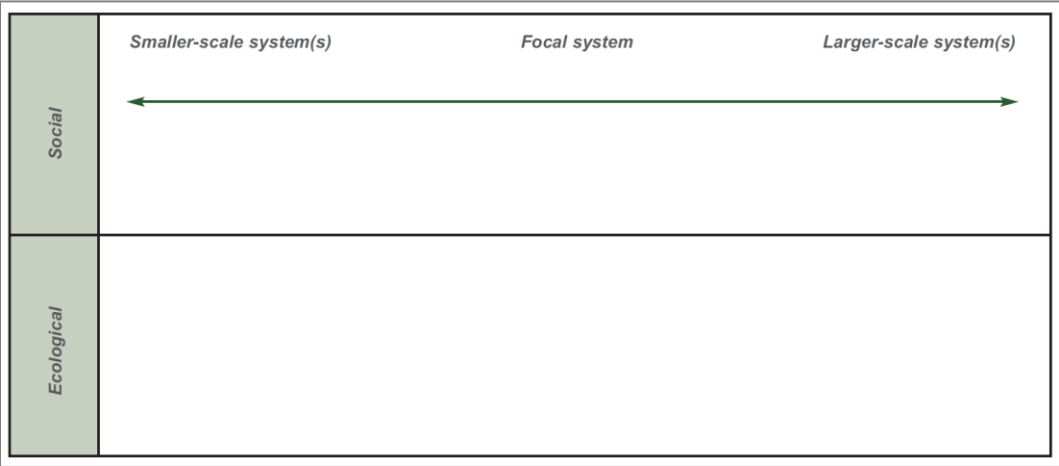 Smaller-scale system(s)
Focal system
Larger-scale system(s)
Social
Ecological